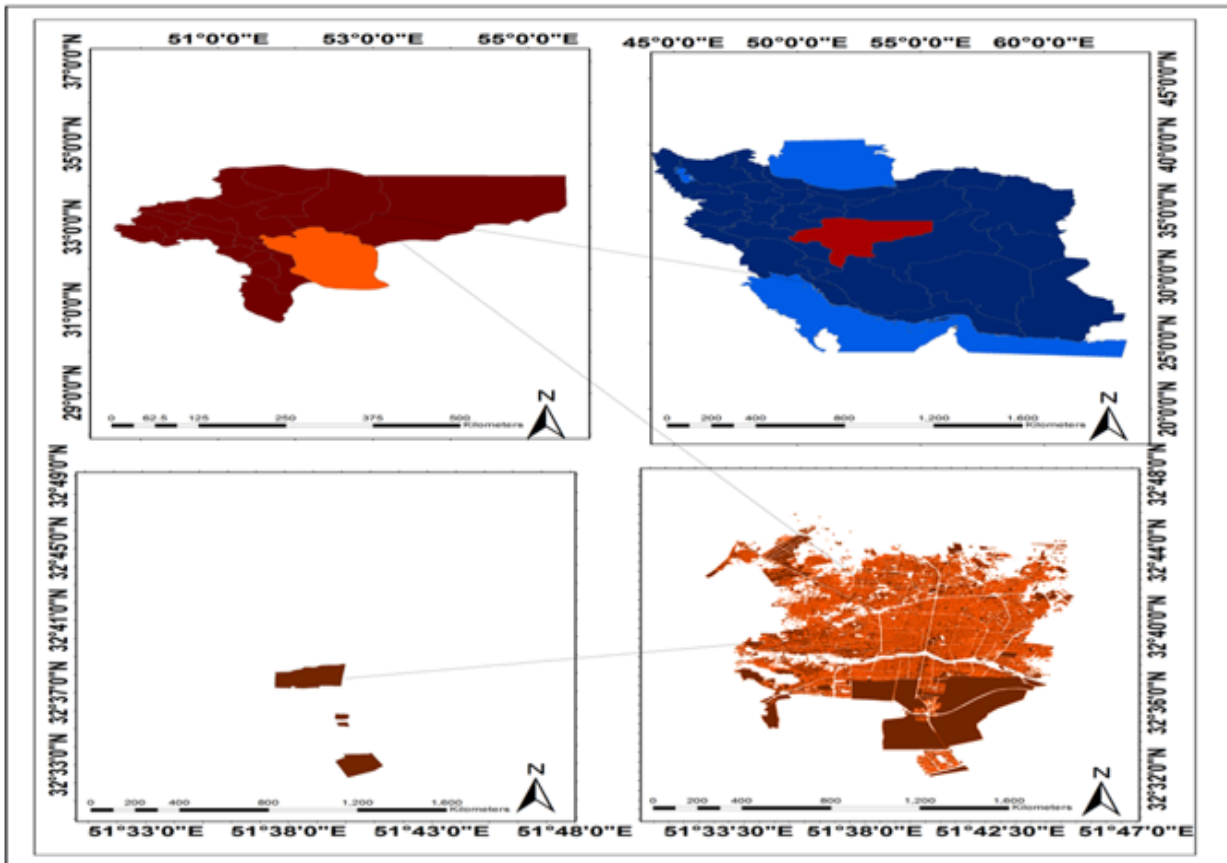 51°0'0"E 53°0'0"E 55°0'0"E
37°0'0"N
35°0'0"N
33°0'0"N
31°0'0"N
29°0'0"N
0 62.5 125 250 375 500
Kilometers
N
45°0'0"E 50°0'0"E 55°0'0"E 60°0'0"E
45°0'0"N
40°0'0"N
35°0'0"N
30°0'0"N
25°0'0"N
20°0'0"N
0 200 400 800 1,200 1,600
Kilometers
N
32°49'0"N
32°45'0"N
32°41'0"N
32°37'0"N
32°33'0"N
0 200 400 800 1,200 1,600
Kilometers
N
51°33'0"E 51°38'0"E 51°43'0"E 51°48'0"E
32°48'0"N
32°44'0"N
32°40'0"N
32°36'0"N
32°32'0"N
0 200 400 800 1,200 1,600
Kilometers
N
51°33'30"E 51°38'0"E 51°42'30"E 51°47'0"E